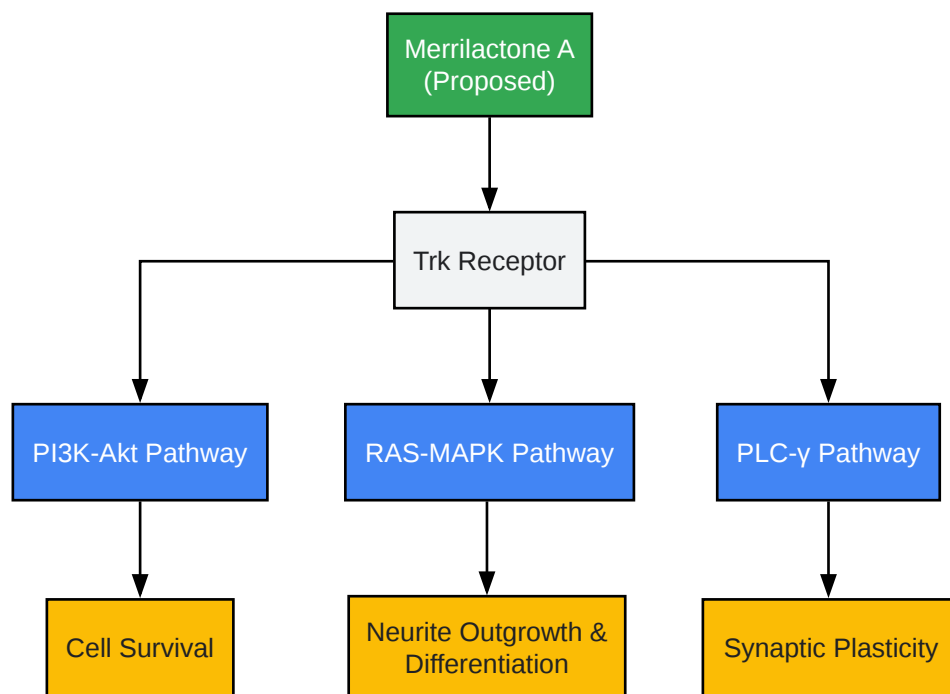 Merrilactone A
(Proposed)
Trk Receptor
PI3K-Akt Pathway
RAS-MAPK Pathway
PLC-γ Pathway
Cell Survival
Neurite Outgrowth &
Differentiation
Synaptic Plasticity